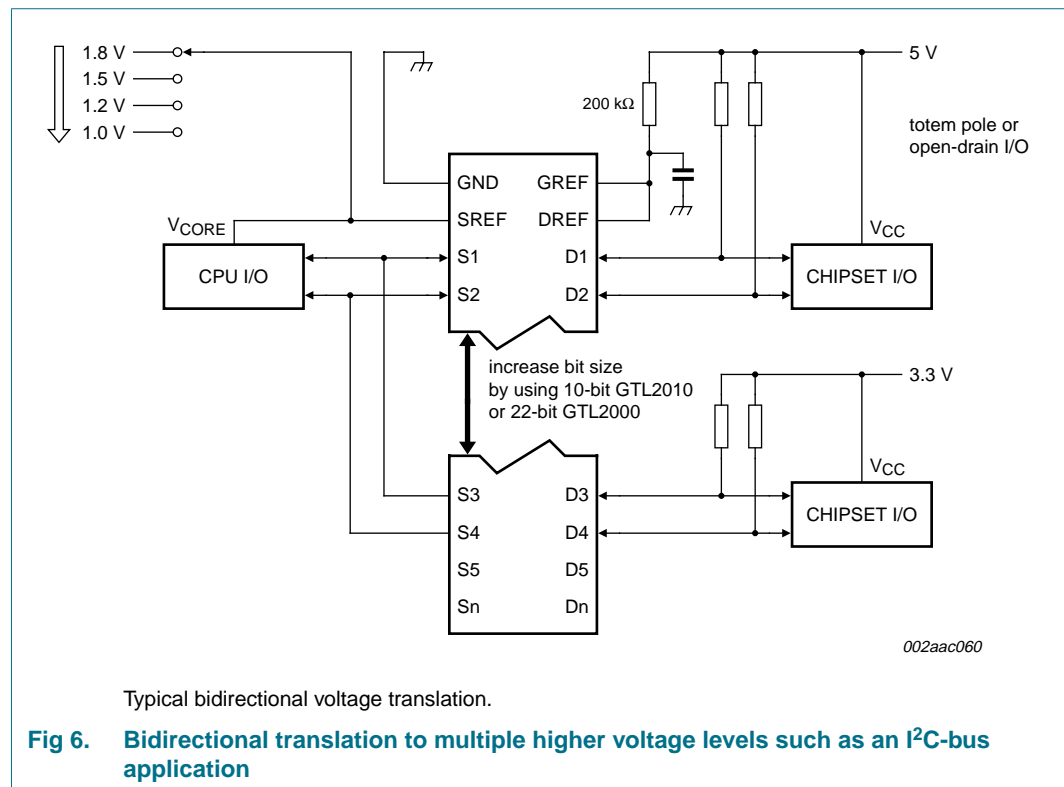 1.8 V
1.5 V
1.2 V
1.0 V
5 V
200 kΩ
totem pole or
open-drain I/O
GND
GREF
SREF
DREF
VCORE
VCC
S1
D1
CPU I/O
CHIPSET I/O
S2
D2
increase bit size
by using 10-bit GTL2010
or 22-bit GTL2000
3.3 V
VCC
S3
D3
CHIPSET I/O
S4
D4
S5
D5
Sn
Dn
002aac060
Typical bidirectional voltage translation.
Fig 6. Bidirectional translation to multiple higher voltage levels such as an I²C-bus
application